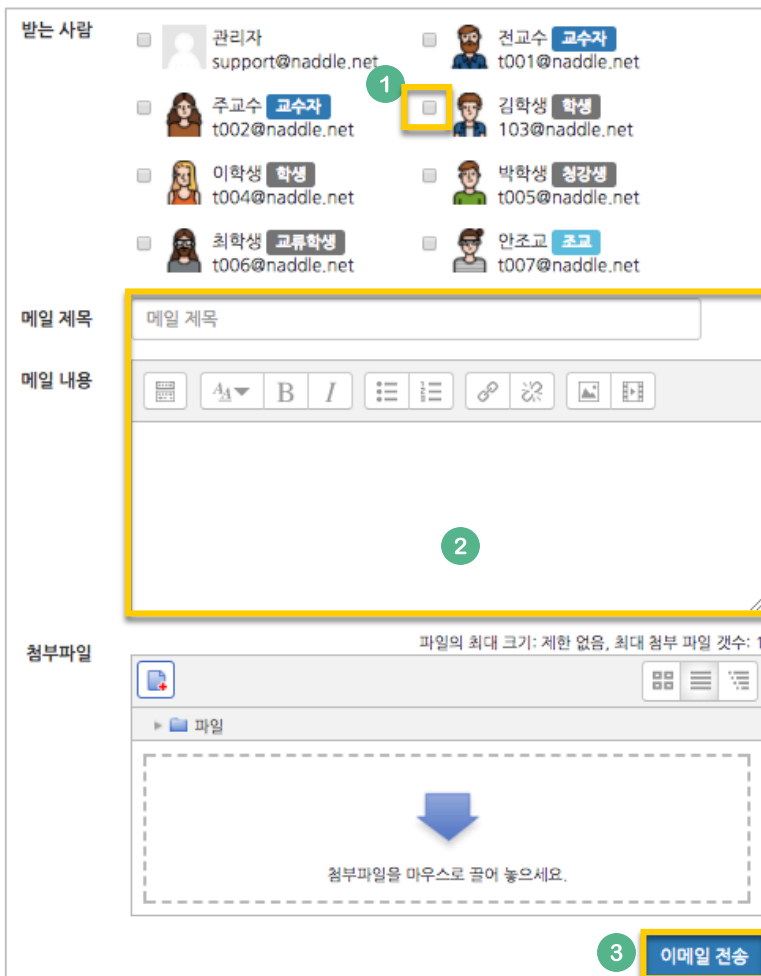 받는 사람
관리자
support@naddle.net
전교수 교수자
t001@naddle.net
1
주교수 교수자
t002@naddle.net
김학생 학생
103@naddle.net
이학생 학생
t004@naddle.net
박학생 청강생
t005@naddle.net
최학생 교류학생
t006@naddle.net
안조교 조교
t007@naddle.net
메일 제목
메일 제목
메일 내용
B I
2
파일의 최대 크기: 제한 없음, 최대 첨부 파일 갯수: 1
첨부파일
파일
첨부파일을 마우스로 끌어 놓으세요.
3
이메일 전송